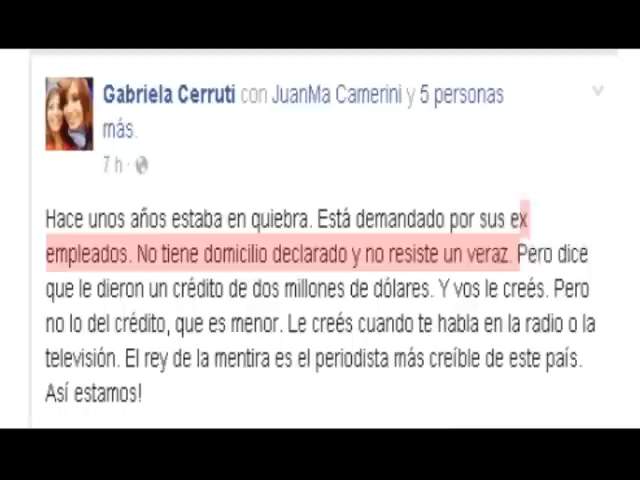 Gabriela Cerruti con JuanMa Camerini y 5 personas
más.
7 h ·
Hace unos años estaba en quiebra. Está demandado por sus ex
empleados. No tiene domicilio declarado y no resiste un veraz. Pero dice
que le dieron un crédito de dos millones de dólares. Y vos le creés. Pero
no lo del crédito, que es menor. Le creés cuando te habla en la radio o la
televisión. El rey de la mentira es el periodista más creíble de este país.
Así estamos!